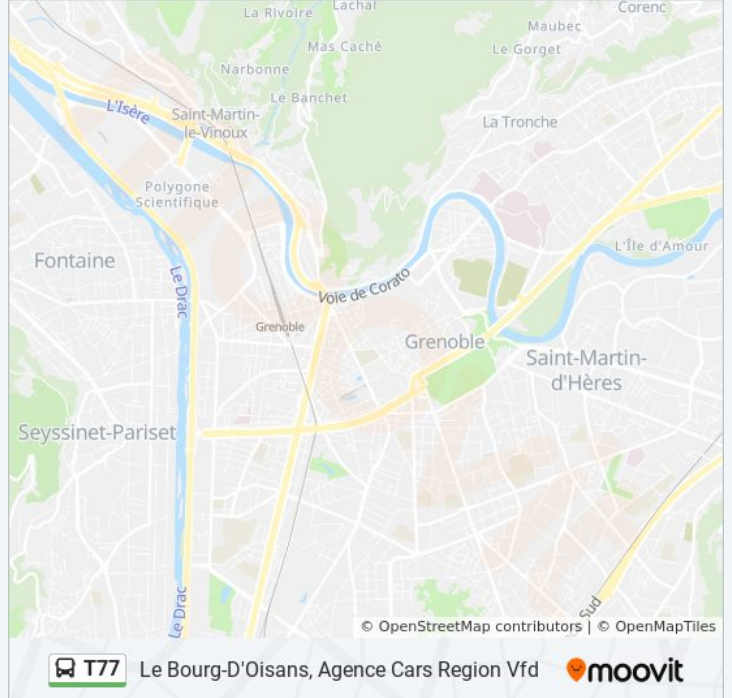 La Rivoire
Lachal
Corenc
Maubec
Mas Caché
Le Gorget
Narbonne
Le Banchet
L'Isère
Saint-Martin-
le-Vinoux
La Tronche
Polygone
Scientifique
L'Île d'Amour
Fontaine
Le Drac
Voie de Corato
Grenoble
Grenoble
Saint-Martin-
d'Hères
Seyssinet-Pariset
Le Drac
Sud
© OpenStreetMap contributors | © OpenMapTiles
T77 Le Bourg-D'Oisans, Agence Cars Region Vfd moovit